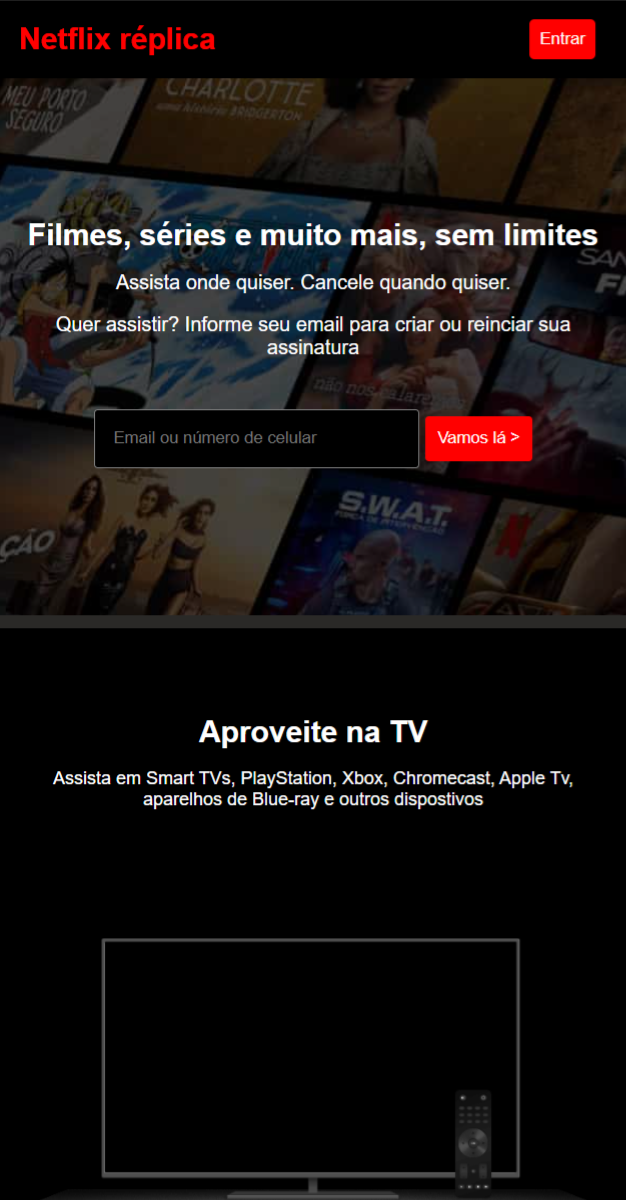 Netflix réplica
Entrar
MEU PORTO
SEGURO
CHARLOTTE
uma história BRIDGERTON
Filmes, séries e muito mais, sem limites
Assista onde quiser. Cancele quando quiser.
Quer assistir? Informe seu email para criar ou reinciar sua
assinatura
não nos calaremos
Email ou número de celular
Vamos lá >
S.W.A.T.
FORÇA DE INTERVENÇÃO
ÇÃO
Aproveite na TV
Assista em Smart TVs, PlayStation, Xbox, Chromecast, Apple Tv,
aparelhos de Blue-ray e outros dispostivos